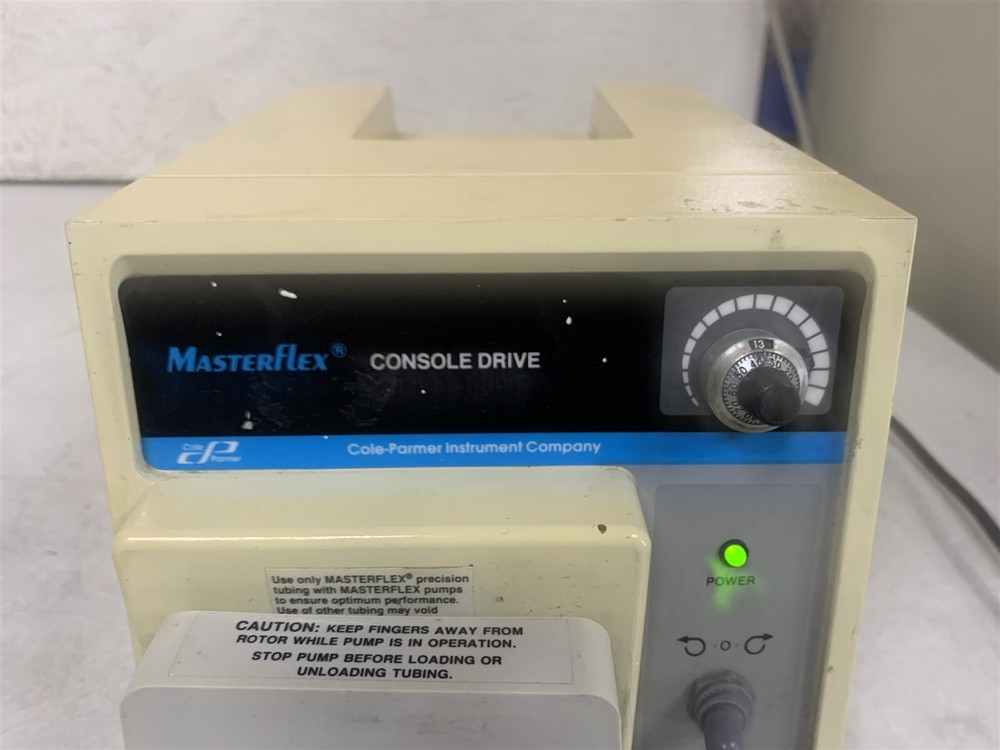 MASTERFLEX® CONSOLE DRIVE
13
Cole Parmer
Cole-Parmer Instrument Company
POWER
O
Use only MASTERFLEX® precision
tubing with MASTERFLEX pumps
to ensure optimum performance.
Use of other tubing may void
CAUTION: KEEP FINGERS AWAY FROM
ROTOR WHILE PUMP IS IN OPERATION.
STOP PUMP BEFORE LOADING OR
UNLOADING TUBING.